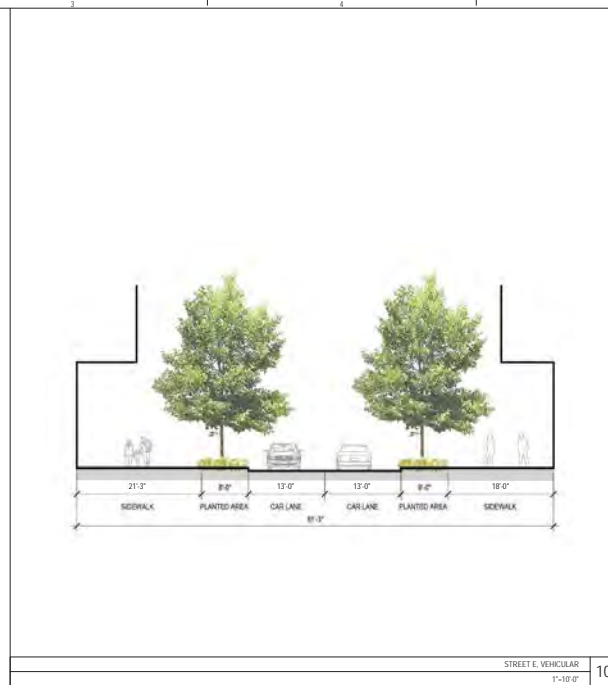 3 4
21'-3" 8'-0" 13'-0" 13'-0" 8'-0" 18'-0"
SIDEWALK PLANTED AREA CAR LANE CAR LANE PLANTED AREA SIDEWALK
81'-3"
STREET E, VEHICULAR
1"=10'-0"
10